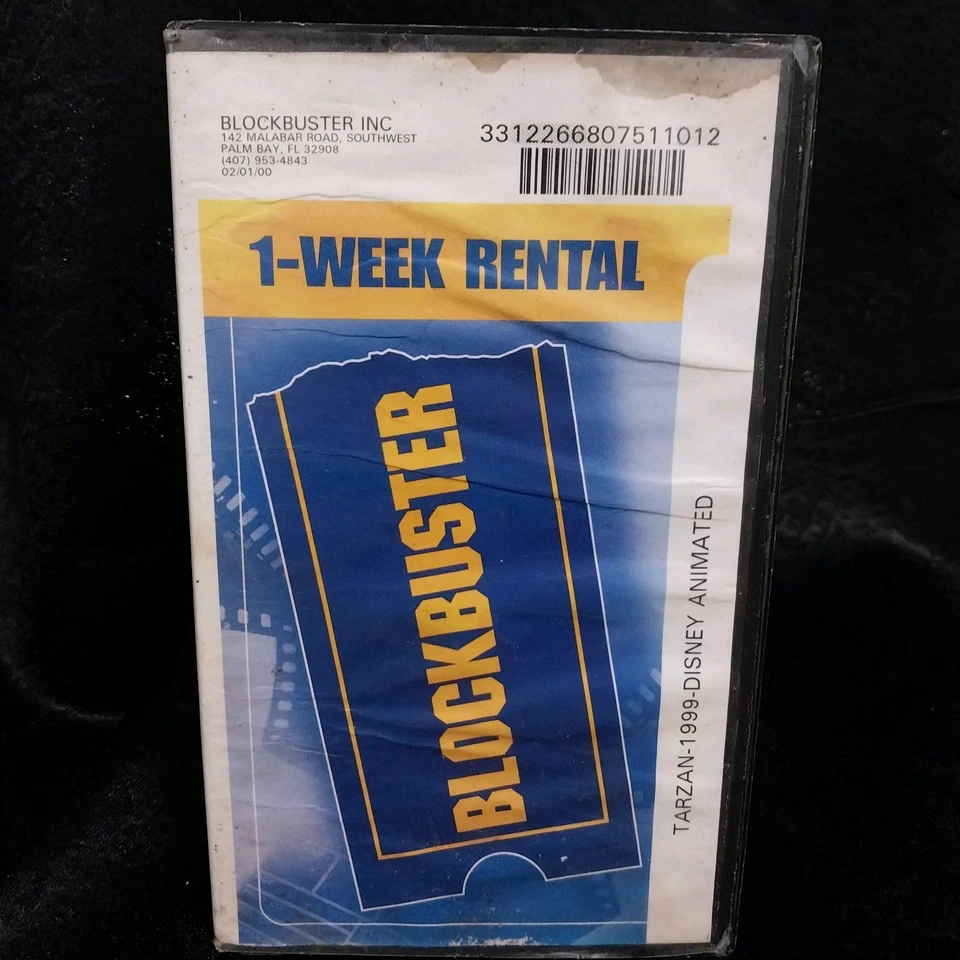 BLOCKBUSTER INC
142 MALABAR ROAD, SOUTHWEST
PALM BAY, FL 32908
(407) 953-4843
02/01/00
3312266807511012
1-WEEK RENTAL
BLOCKBUSTER
TARZAN-1999-DISNEY ANIMATED